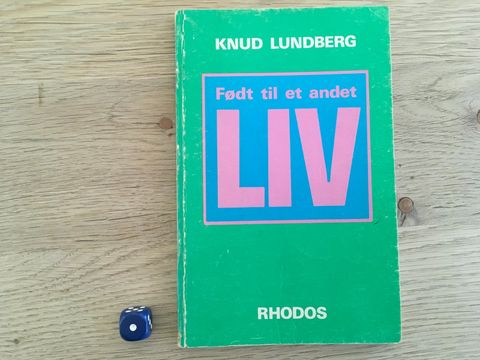 KNUD LUNDBERG
Født til et andet
LIV
RHODOS